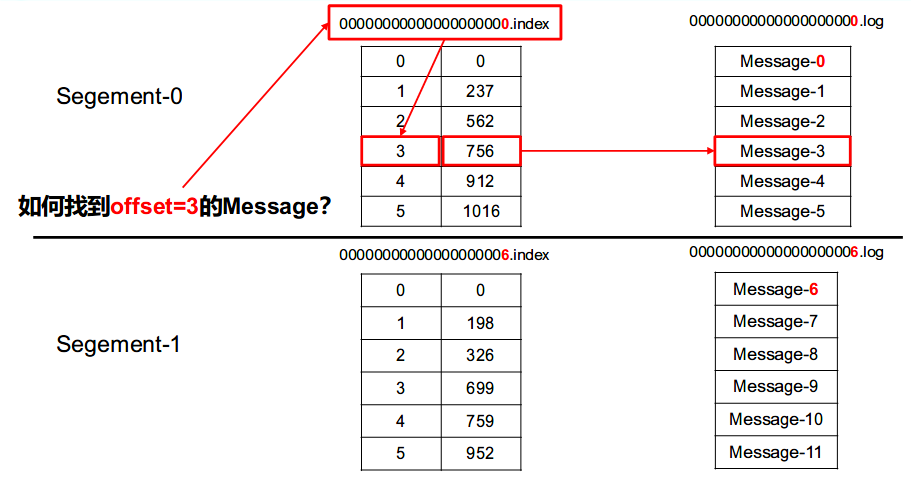 00000000000000000000.index
00000000000000000000.log
Segement-0
0 0
1 237
2 562
3 756
4 912
5 1016
Message-0
Message-1
Message-2
Message-3
Message-4
Message-5
如何找到offset=3的Message?
00000000000000000006.index
00000000000000000006.log
Segement-1
0 0
1 198
2 326
3 699
4 759
5 952
Message-6
Message-7
Message-8
Message-9
Message-10
Message-11